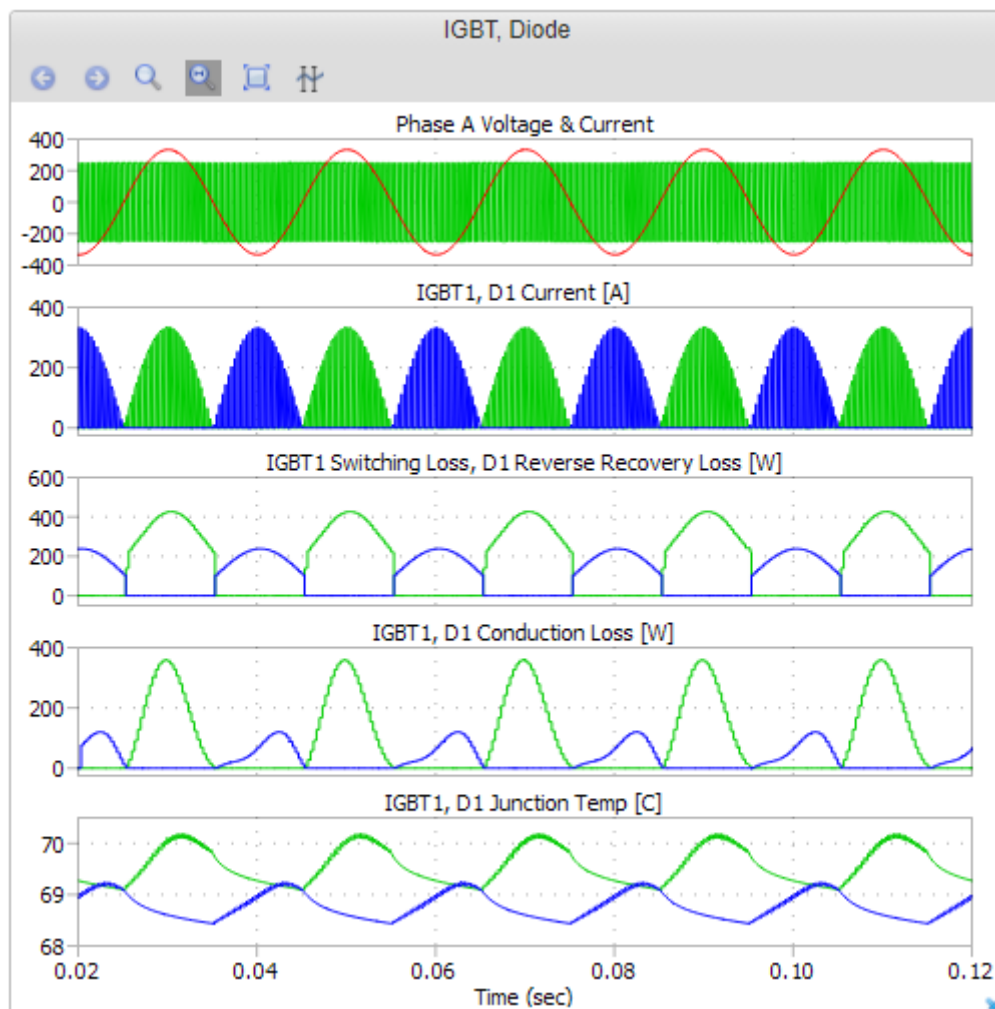 IGBT, Diode
Phase A Voltage & Current
400
200
0
-200
-400
IGBT1, D1 Current [A]
400
200
0
IGBT1 Switching Loss, D1 Reverse Recovery Loss [W]
600
400
200
0
IGBT1, D1 Conduction Loss [W]
400
200
0
IGBT1, D1 Junction Temp [C]
70
69
68
0.02 0.04 0.06 0.08 0.10 0.12
Time (sec)